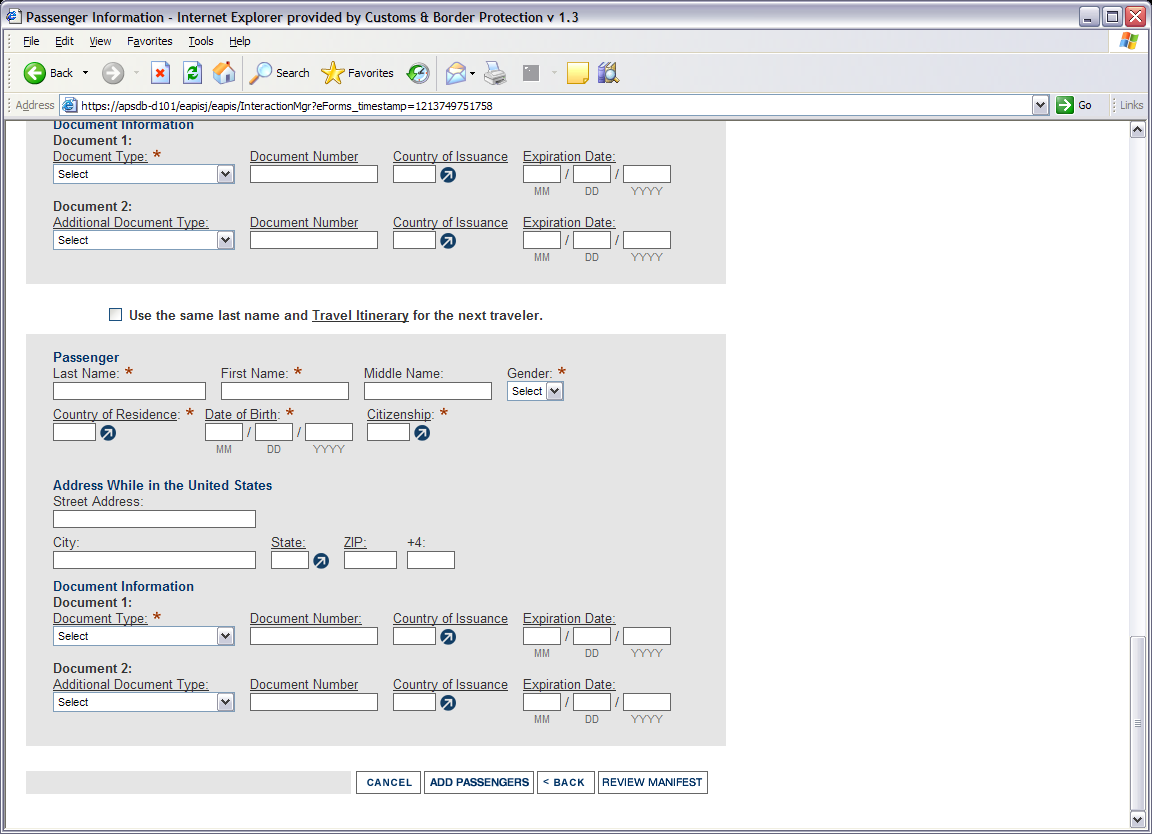 Passenger Information - Internet Explorer provided by Customs & Border Protection v 1.3
File Edit View Favorites Tools Help
Back Search Favorites
Address https://apsdb-d101/eapisj/eapis/InteractionMgr?eForms_timestamp=1213749751758 Go Links
Document Information
Document 1:
Document Type: * Document Number Country of Issuance Expiration Date:
Select / /
MM DD YYYY
Document 2:
Additional Document Type: Document Number Country of Issuance Expiration Date:
Select / /
MM DD YYYY
Use the same last name and Travel Itinerary for the next traveler.
Passenger
Last Name: * First Name: * Middle Name: Gender: *
Select
Country of Residence: * Date of Birth: * Citizenship: *
/ /
MM DD YYYY
Address While in the United States
Street Address:
City: State: ZIP: +4:
Document Information
Document 1:
Document Type: * Document Number: Country of Issuance Expiration Date:
Select / /
MM DD YYYY
Document 2:
Additional Document Type: Document Number Country of Issuance Expiration Date:
Select / /
MM DD YYYY
CANCEL ADD PASSENGERS < BACK REVIEW MANIFEST